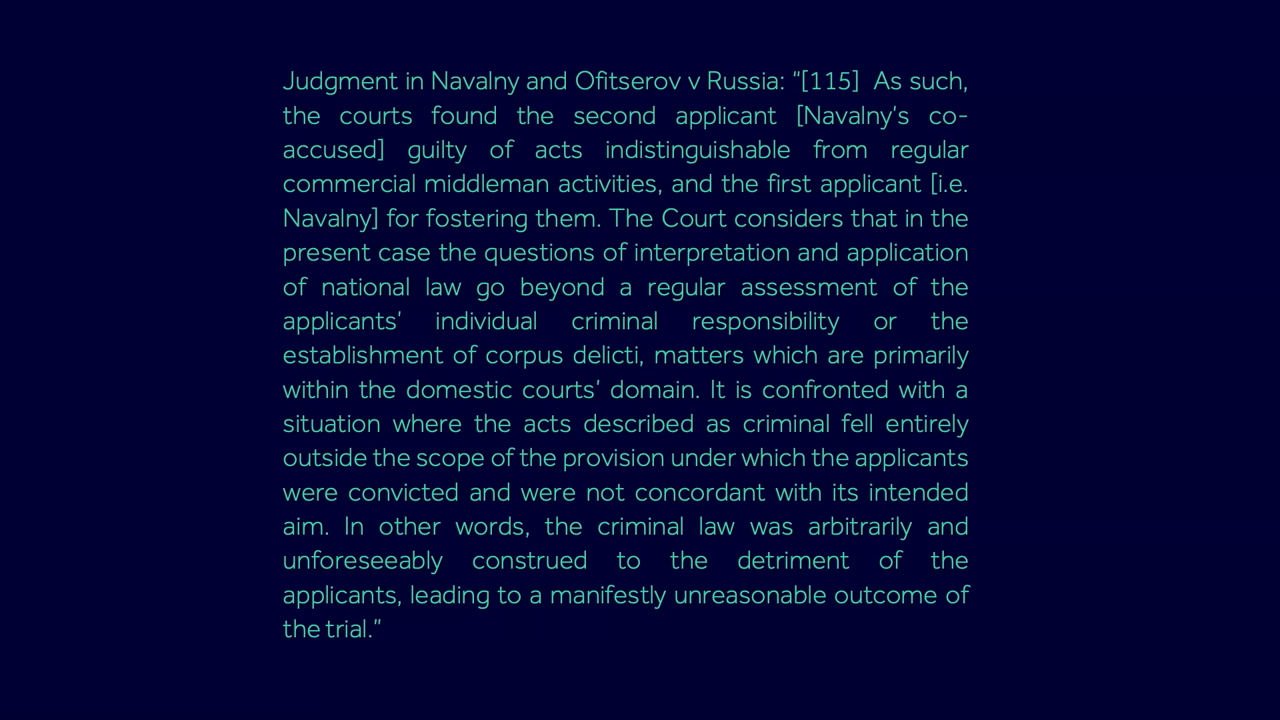 Judgment in Navalny and Ofitserov v Russia: “[115]  As such,
the courts found the second applicant [Navalny’s co-
accused] guilty of acts indistinguishable from regular
commercial middleman activities, and the first applicant [i.e.
Navalny] for fostering them. The Court considers that in the
present case the questions of interpretation and application
of national law go beyond a regular assessment of the
applicants’ individual criminal responsibility or the
establishment of corpus delicti, matters which are primarily
within the domestic courts’ domain. It is confronted with a
situation where the acts described as criminal fell entirely
outside the scope of the provision under which the applicants
were convicted and were not concordant with its intended
aim. In other words, the criminal law was arbitrarily and
unforeseeably construed to the detriment of the
applicants, leading to a manifestly unreasonable outcome of
the trial.”